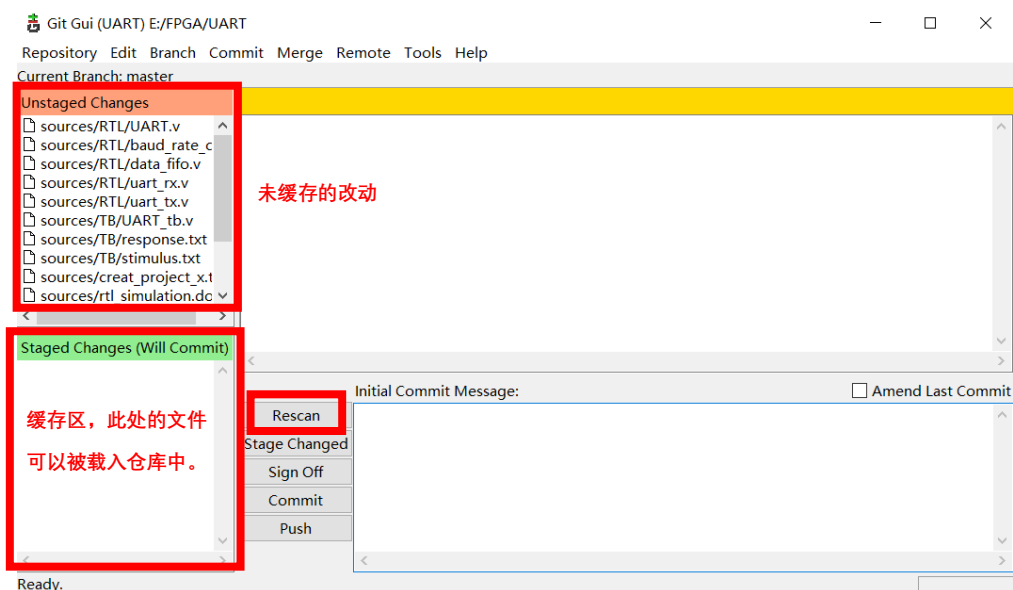 Git Gui (UART) E:/FPGA/UART
Repository Edit Branch Commit Merge Remote Tools Help
Current Branch: master
Unstaged Changes
sources/RTL/UART.v
sources/RTL/baud_rate_c
sources/RTL/data_fifo.v
sources/RTL/uart_rx.v
sources/RTL/uart_tx.v
sources/TB/UART_tb.v
sources/TB/response.txt
sources/TB/stimulus.txt
sources/creat_project_x.t
sources/rtl_simulation.do
未缓存的改动
Staged Changes (Will Commit)
缓存区，此处的文件
可以被载入仓库中。
Initial Commit Message:
Amend Last Commit
Rescan
Stage Changed
Sign Off
Commit
Push
Ready.